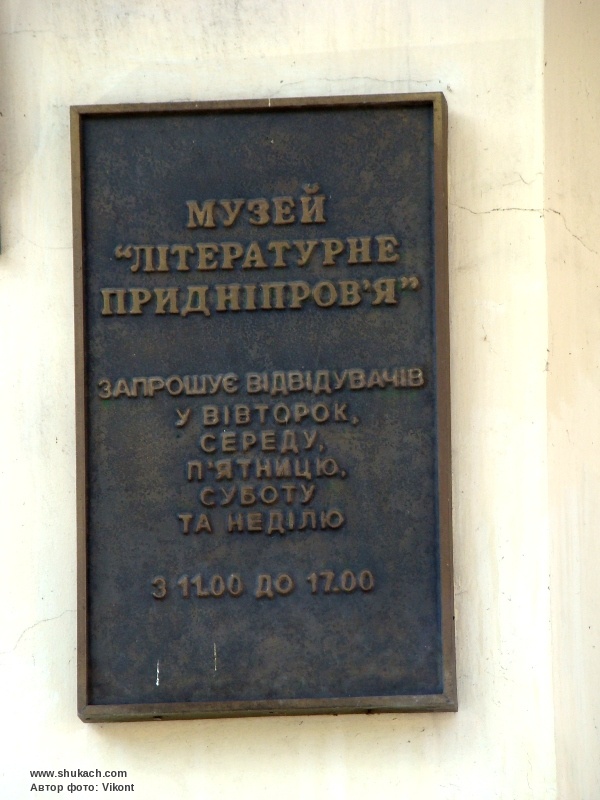 МУЗЕЙ
“ЛІТЕРАТУРНЕ
ПРИДНІПРОВ’Я”
ЗАПРОШУЄ ВІДВІДУВАЧІВ
У ВІВТОРОК,
СЕРЕДУ,
П’ЯТНИЦЮ,
СУБОТУ
ТА НЕДІЛЮ
З 11.00 ДО 17.00
www.shukach.com
Автор фото: Vikont